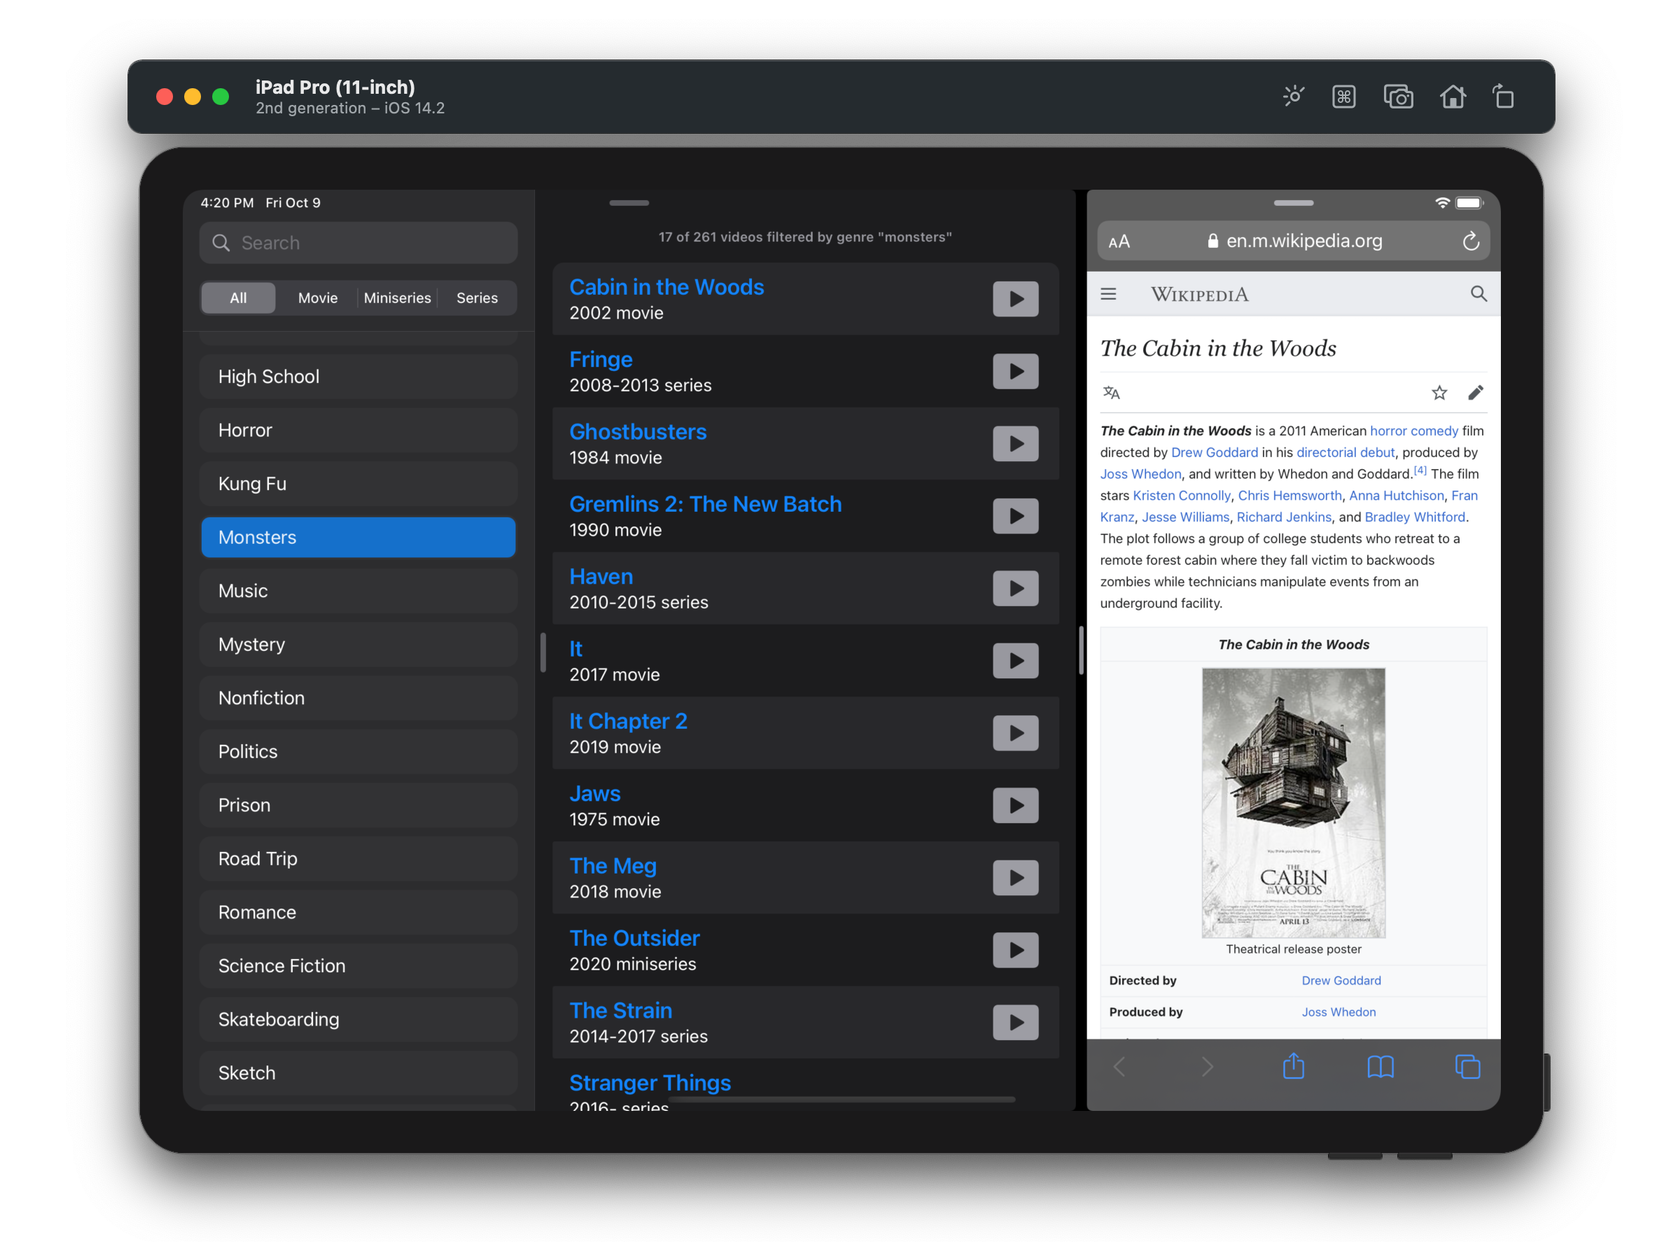 iPad Pro (11-inch)
2nd generation – iOS 14.2
4:20 PM Fri Oct 9
Search
All Movie Miniseries Series
High School
Horror
Kung Fu
Monsters
Music
Mystery
Nonfiction
Politics
Prison
Road Trip
Romance
Science Fiction
Skateboarding
Sketch
17 of 261 videos filtered by genre "monsters"
Cabin in the Woods
2002 movie
Fringe
2008-2013 series
Ghostbusters
1984 movie
Gremlins 2: The New Batch
1990 movie
Haven
2010-2015 series
It
2017 movie
It Chapter 2
2019 movie
Jaws
1975 movie
The Meg
2018 movie
The Outsider
2020 miniseries
The Strain
2014-2017 series
Stranger Things
2016- series
AA en.m.wikipedia.org
WIKIPEDIA
The Cabin in the Woods
The Cabin in the Woods is a 2011 American horror comedy film
directed by Drew Goddard in his directorial debut, produced by
Joss Whedon, and written by Whedon and Goddard.[4] The film
stars Kristen Connolly, Chris Hemsworth, Anna Hutchison, Fran
Kranz, Jesse Williams, Richard Jenkins, and Bradley Whitford.
The plot follows a group of college students who retreat to a
remote forest cabin where they fall victim to backwoods
zombies while technicians manipulate events from an
underground facility.
The Cabin in the Woods
You think you know the story.
THE
CABIN
IN THE WOODS
APRIL 13
Theatrical release poster
Directed by Drew Goddard
Produced by Joss Whedon